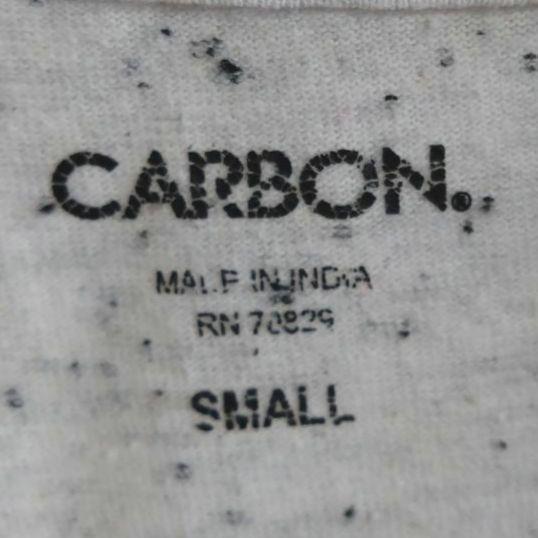 CARBON®
MADE IN INDIA
RN 70829
SMALL